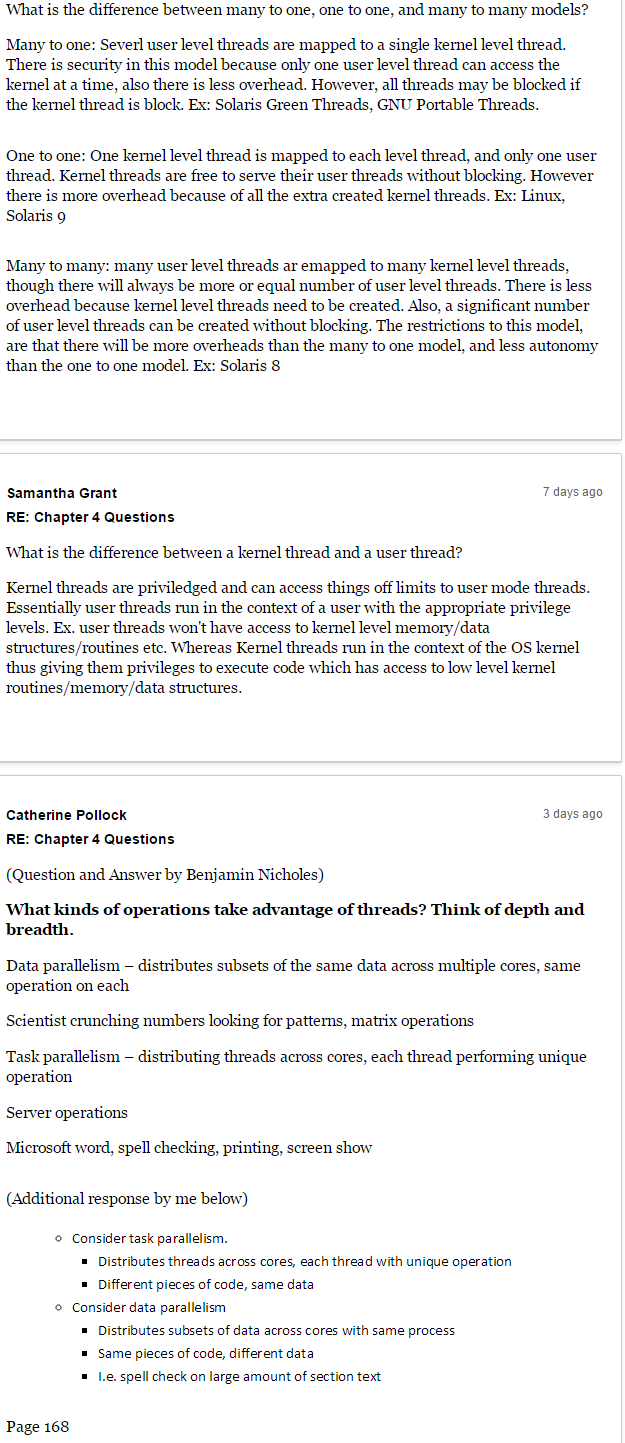 What is the difference between many to one, one to one, and many to many models?
Many to one: Severl user level threads are mapped to a single kernel level thread.
There is security in this model because only one user level thread can access the
kernel at a time, also there is less overhead. However, all threads may be blocked if
the kernel thread is block. Ex: Solaris Green Threads, GNU Portable Threads.
One to one: One kernel level thread is mapped to each level thread, and only one user
thread. Kernel threads are free to serve their user threads without blocking. However
there is more overhead because of all the extra created kernel threads. Ex: Linux,
Solaris 9
Many to many: many user level threads ar emapped to many kernel level threads,
though there will always be more or equal number of user level threads. There is less
overhead because kernel level threads need to be created. Also, a significant number
of user level threads can be created without blocking. The restrictions to this model,
are that there will be more overheads than the many to one model, and less autonomy
than the one to one model. Ex: Solaris 8
Samantha Grant 7 days ago
RE: Chapter 4 Questions
What is the difference between a kernel thread and a user thread?
Kernel threads are priviledged and can access things off limits to user mode threads.
Essentially user threads run in the context of a user with the appropriate privilege
levels. Ex. user threads won't have access to kernel level memory/data
structures/routines etc. Whereas Kernel threads run in the context of the OS kernel
thus giving them privileges to execute code which has access to low level kernel
routines/memory/data structures.
Catherine Pollock 3 days ago
RE: Chapter 4 Questions
(Question and Answer by Benjamin Nicholes)
What kinds of operations take advantage of threads? Think of depth and
breadth.
Data parallelism – distributes subsets of the same data across multiple cores, same
operation on each
Scientist crunching numbers looking for patterns, matrix operations
Task parallelism – distributing threads across cores, each thread performing unique
operation
Server operations
Microsoft word, spell checking, printing, screen show
(Additional response by me below)
Consider task parallelism.
Distributes threads across cores, each thread with unique operation
Different pieces of code, same data
Consider data parallelism
Distributes subsets of data across cores with same process
Same pieces of code, different data
I.e. spell check on large amount of section text
Page 168